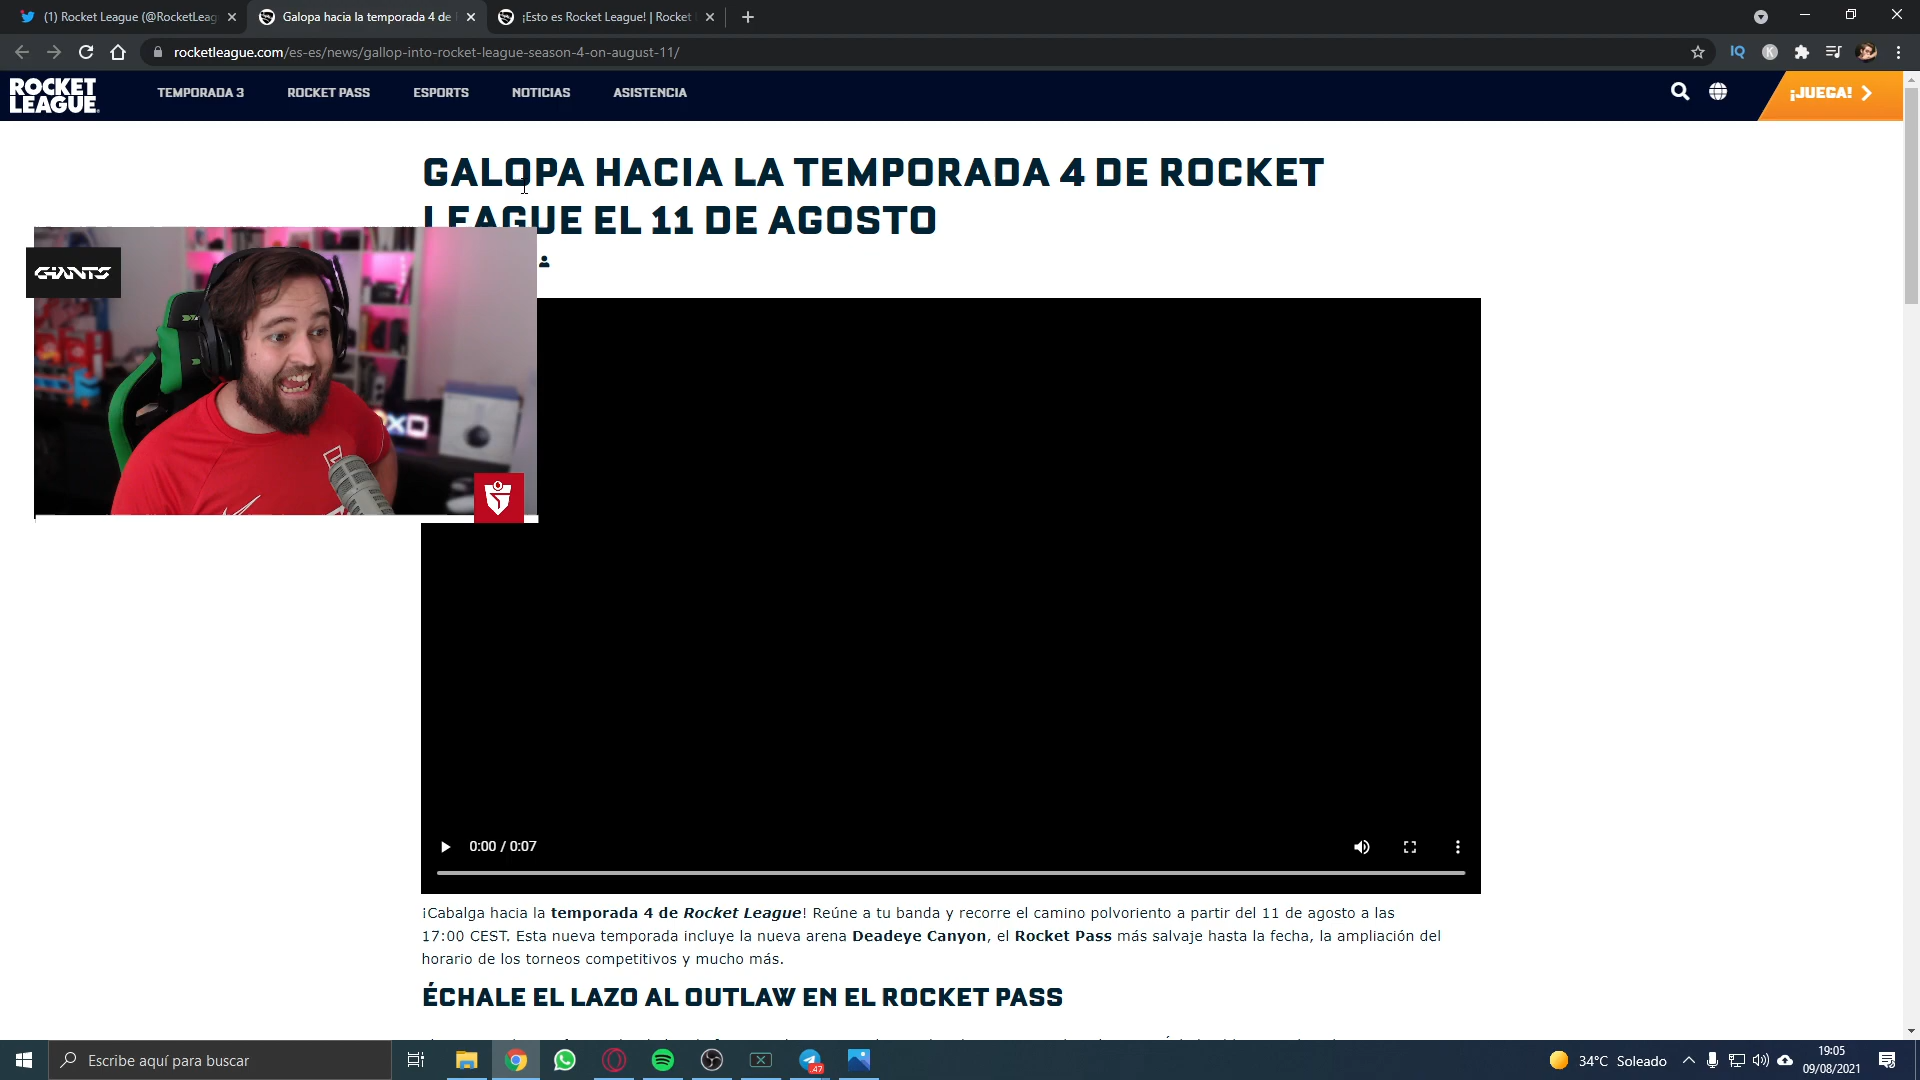 (1) Rocket League (@RocketLeag
Galopa hacia la temporada 4 de
¡Esto es Rocket League! | Rocket
rocketleague.com/es-es/news/gallop-into-rocket-league-season-4-on-august-11/
IQ
K
ROCKET
LEAGUE
TEMPORADA 3
ROCKET PASS
ESPORTS
NOTICIAS
ASISTENCIA
¡JUEGA!
GALOPA HACIA LA TEMPORADA 4 DE ROCKET
LEAGUE EL 11 DE AGOSTO
GIANTS
0:00 / 0:07
¡Cabalga hacia la temporada 4 de Rocket League! Reúne a tu banda y recorre el camino polvoriento a partir del 11 de agosto a las
17:00 CEST. Esta nueva temporada incluye la nueva arena Deadeye Canyon, el Rocket Pass más salvaje hasta la fecha, la ampliación del
horario de los torneos competitivos y mucho más.
ÉCHALE EL LAZO AL OUTLAW EN EL ROCKET PASS
Escribe aquí para buscar
47
34°C Soleado
19:05
09/08/2021